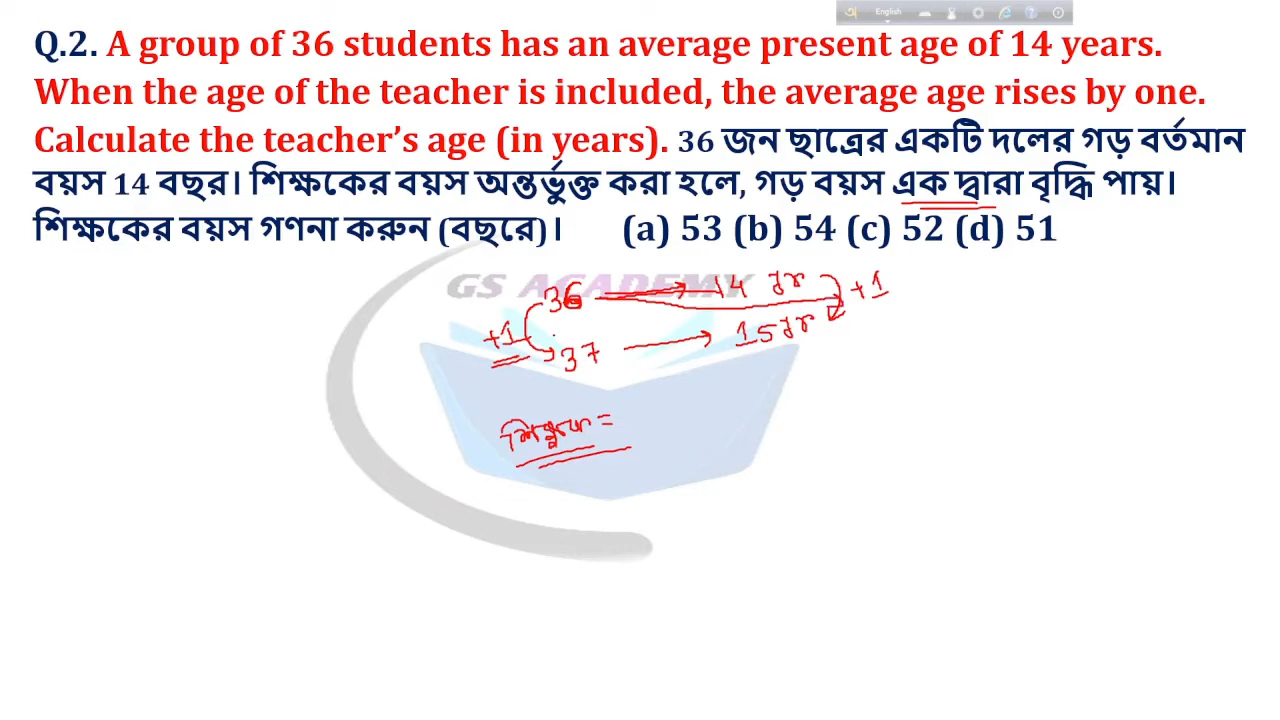 English
Q.2. A group of 36 students has an average present age of 14 years.
When the age of the teacher is included, the average age rises by one.
Calculate the teacher’s age (in years). 36 জন ছাত্রের একটি দলের গড় বর্তমান
বয়স 14 বছর। শিক্ষকের বয়স অন্তর্ভুক্ত করা হলে, গড় বয়স এক দ্বারা বৃদ্ধি পায়।
শিক্ষকের বয়স গণনা করুন (বছরে)। (a) 53 (b) 54 (c) 52 (d) 51
GS ACADEMY
36 → 14 yr +1
+1 37 → 15 yr
শিক্ষক =